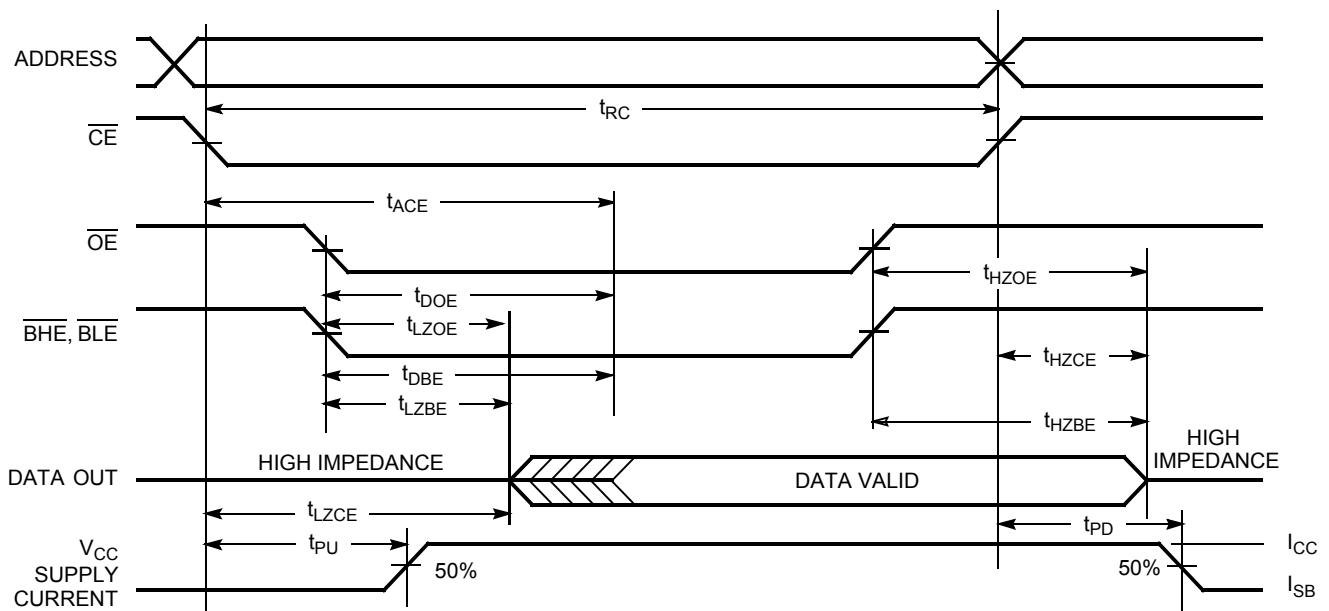 ADDRESS
tRC
CE
tACE
OE
tHZOE
tDOE
tLZOE
BHE, BLE
tHZCE
tDBE
tLZBE
tHZBE
HIGH
IMPEDANCE
HIGH IMPEDANCE
DATA OUT
DATA VALID
tLZCE
tPD
tPU
VCC
SUPPLY
CURRENT
50%
50%
ICC
ISB